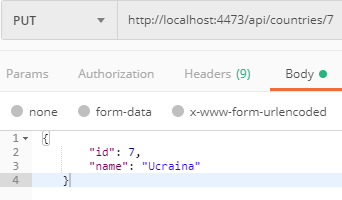 PUT http://localhost:4473/api/countries/7
Params Authorization Headers (9) Body
none form-data x-www-form-urlencoded
1 {
2 "id": 7,
3 "name": "Ucraina"
4 }